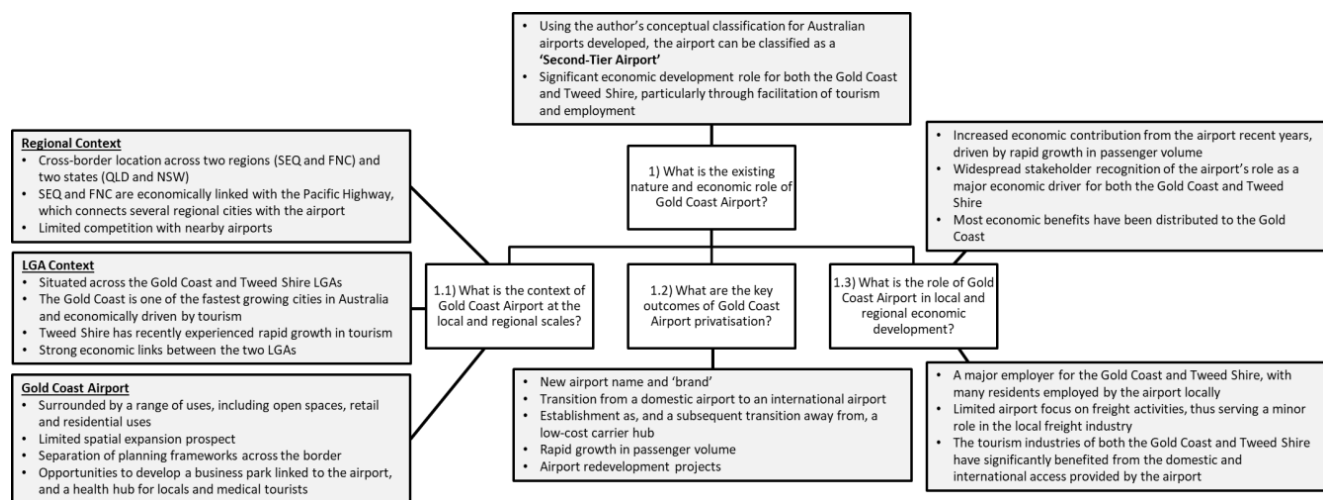 • Using the author's conceptual classification for Australian
airports developed, the airport can be classified as a
'Second-Tier Airport'
• Significant economic development role for both the Gold Coast
and Tweed Shire, particularly through facilitation of tourism
and employment
1) What is the existing
nature and economic role of
Gold Coast Airport?
Regional Context
• Cross-border location across two regions (SEQ and FNC) and
two states (QLD and NSW)
• SEQ and FNC are economically linked with the Pacific Highway,
which connects several regional cities with the airport
• Limited competition with nearby airports
LGA Context
• Situated across the Gold Coast and Tweed Shire LGAs
• The Gold Coast is one of the fastest growing cities in Australia
and economically driven by tourism
• Tweed Shire has recently experienced rapid growth in tourism
• Strong economic links between the two LGAs
Gold Coast Airport
• Surrounded by a range of uses, including open spaces, retail
and residential uses
• Limited spatial expansion prospect
• Separation of planning frameworks across the border
• Opportunities to develop a business park linked to the airport,
and a health hub for locals and medical tourists
1.1) What is the context of
Gold Coast Airport at the
local and regional scales?
1.2) What are the key
outcomes of Gold Coast
Airport privatisation?
• New airport name and 'brand'
• Transition from a domestic airport to an international airport
• Establishment as, and a subsequent transition away from, a
low-cost carrier hub
• Rapid growth in passenger volume
• Airport redevelopment projects
1.3) What is the role of Gold
Coast Airport in local and
regional economic
development?
• Increased economic contribution from the airport recent years,
driven by rapid growth in passenger volume
• Widespread stakeholder recognition of the airport's role as a
major economic driver for both the Gold Coast and Tweed
Shire
• Most economic benefits have been distributed to the Gold
Coast
• A major employer for the Gold Coast and Tweed Shire, with
many residents employed by the airport locally
• Limited airport focus on freight activities, thus serving a minor
role in the local freight industry
• The tourism industries of both the Gold Coast and Tweed Shire
have significantly benefited from the domestic and
international access provided by the airport